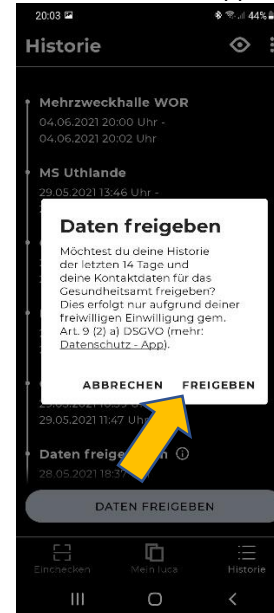 20:03 44%
Historie
Mehrzweckhalle WOR
04.06.2021 20:00 Uhr -
04.06.2021 20:02 Uhr
MS Uthlande
29.05.2021 13:46 Uhr -
Daten freigeben
Möchtest du deine Historie
der letzten 14 Tage und
deine Kontaktdaten für das
Gesundheitsamt freigeben?
Dies erfolgt nur aufgrund deiner
freiwilligen Einwilligung gem.
Art. 9 (2) a) DSGVO (mehr:
Datenschutz - App).
ABBRECHEN FREIGEBEN
29.05.2021 11:47 Uhr
Daten
28.05.2021 18:37
DATEN FREIGEBEN
Einchecken Mein luca Historie